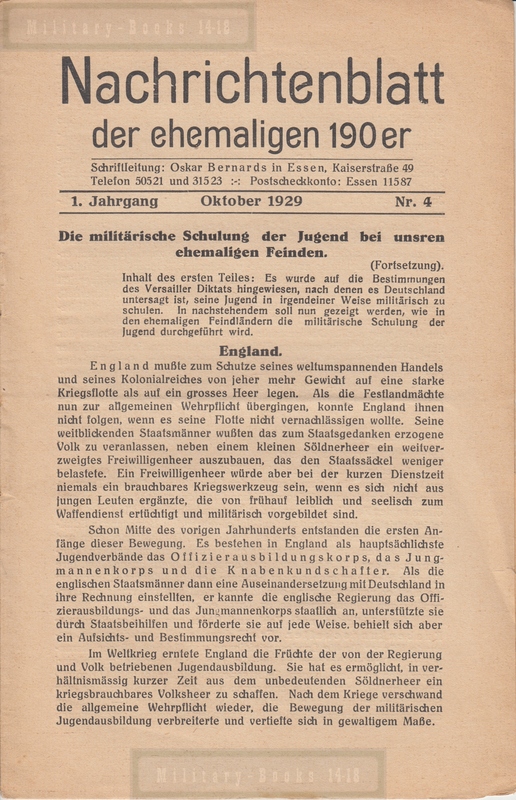 Military-Books 14-18
Nachrichtenblatt
der ehemaligen 190er
Schriftleitung: Oskar Bernards in Essen, Kaiserstraße 49
Telefon 50521 und 31523 :-: Postscheckkonto: Essen 11587
1. Jahrgang Oktober 1929 Nr. 4
Die militärische Schulung der Jugend bei unsren
ehemaligen Feinden.
(Fortsetzung).
Inhalt des ersten Teiles: Es wurde auf die Bestimmungen
des Versailler Diktats hingewiesen, nach denen es Deutschland
untersagt ist, seine Jugend in irgendeiner Weise militärisch zu
schulen. In nachstehendem soll nun gezeigt werden, wie in
den ehemaligen Feindländern die militärische Schulung der
Jugend durchgeführt wird.
England.
England mußte zum Schutze seines weltumspannenden Handels
und seines Kolonialreiches von jeher mehr Gewicht auf eine starke
Kriegsflotte als auf ein grosses Heer legen. Als die Festlandmächte
nun zur allgemeinen Wehrpflicht übergingen, konnte England ihnen
nicht folgen, wenn es seine Flotte nicht vernachlässigen wollte. Seine
weitblickenden Staatsmänner wußten das zum Staatsgedanken erzogene
Volk zu veranlassen, neben einem kleinen Söldnerheer ein weitver-
zweigtes Freiwilligenheer auszubauen, das den Staatssäckel weniger
belastete. Ein Freiwilligenheer würde aber bei der kurzen Dienstzeit
niemals ein brauchbares Kriegswerkzeug sein, wenn es sich nicht aus
jungen Leuten ergänzte, die von frühauf leiblich und seelisch zum
Waffendienst ertüchtigt und militärisch vorgebildet sind.
Schon Mitte des vorigen Jahrhunderts entstanden die ersten An-
fänge dieser Bewegung. Es bestehen in England als hauptsächlichste
Jugendverbände das Offizierausbildungskorps, das Jung-
mannenkorps und die Knabenkundschafter. Als die
englischen Staatsmänner dann eine Auseinandersetzung mit Deutschland in
ihre Rechnung einstellten, erkannte die englische Regierung das Offi-
zierausbildungs- und das Jungmannenkorps staatlich an, unterstützte sie
durch Staatsbeihilfen und förderte sie auf jede Weise, behielt sich aber
ein Aufsichts- und Bestimmungsrecht vor.
Im Weltkrieg erntete England die Früchte der von der Regierung
und Volk betriebenen Jugendausbildung. Sie hat es ermöglicht, in ver-
hältnismässig kurzer Zeit aus dem unbedeutenden Söldnerheer ein
kriegsbrauchbares Volksheer zu schaffen. Nach dem Kriege verschwand
die allgemeine Wehrpflicht wieder, die Bewegung der militärischen
Jugendausbildung verbreiterte und vertiefte sich in gewaltigem Maße.
Military-Books 14-18